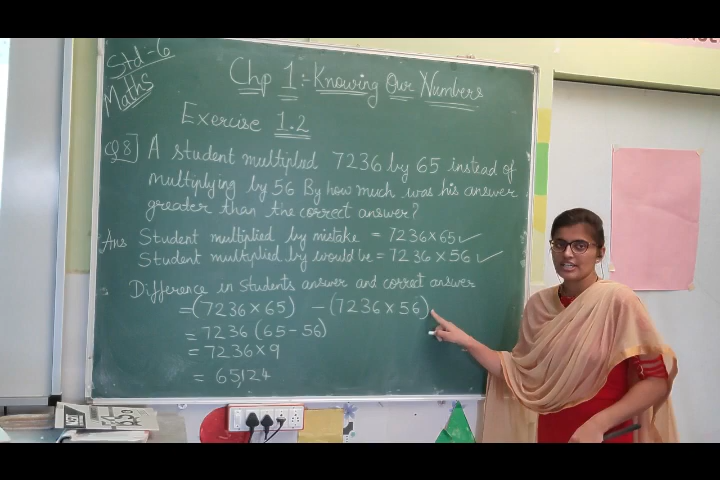 Std:-6
Maths
Chp 1:- Knowing Our Numbers
Exercise 1.2
Q8] A student multiplied 7236 by 65 instead of
multiplying by 56 By how much was his answer
greater than the correct answer?
Ans Student multiplied by mistake = 7236×65 ✓
Student multiplied by would be = 7236 × 56 ✓
Difference in students answer and correct answer
= (7236×65) - (7236×56)
= 7236 (65-56)
= 7236×9
= 65,124